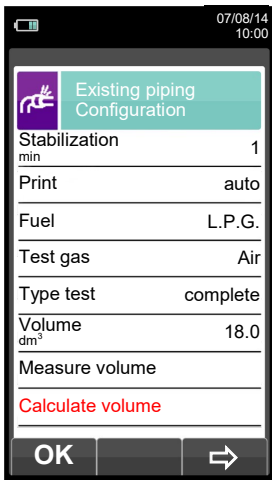 07/08/14
10:00
Existing piping
Configuration
Stabilization 1
min
Print auto
Fuel L.P.G.
Test gas Air
Type test complete
Volume 18.0
dm³
Measure volume
Calculate volume
OK